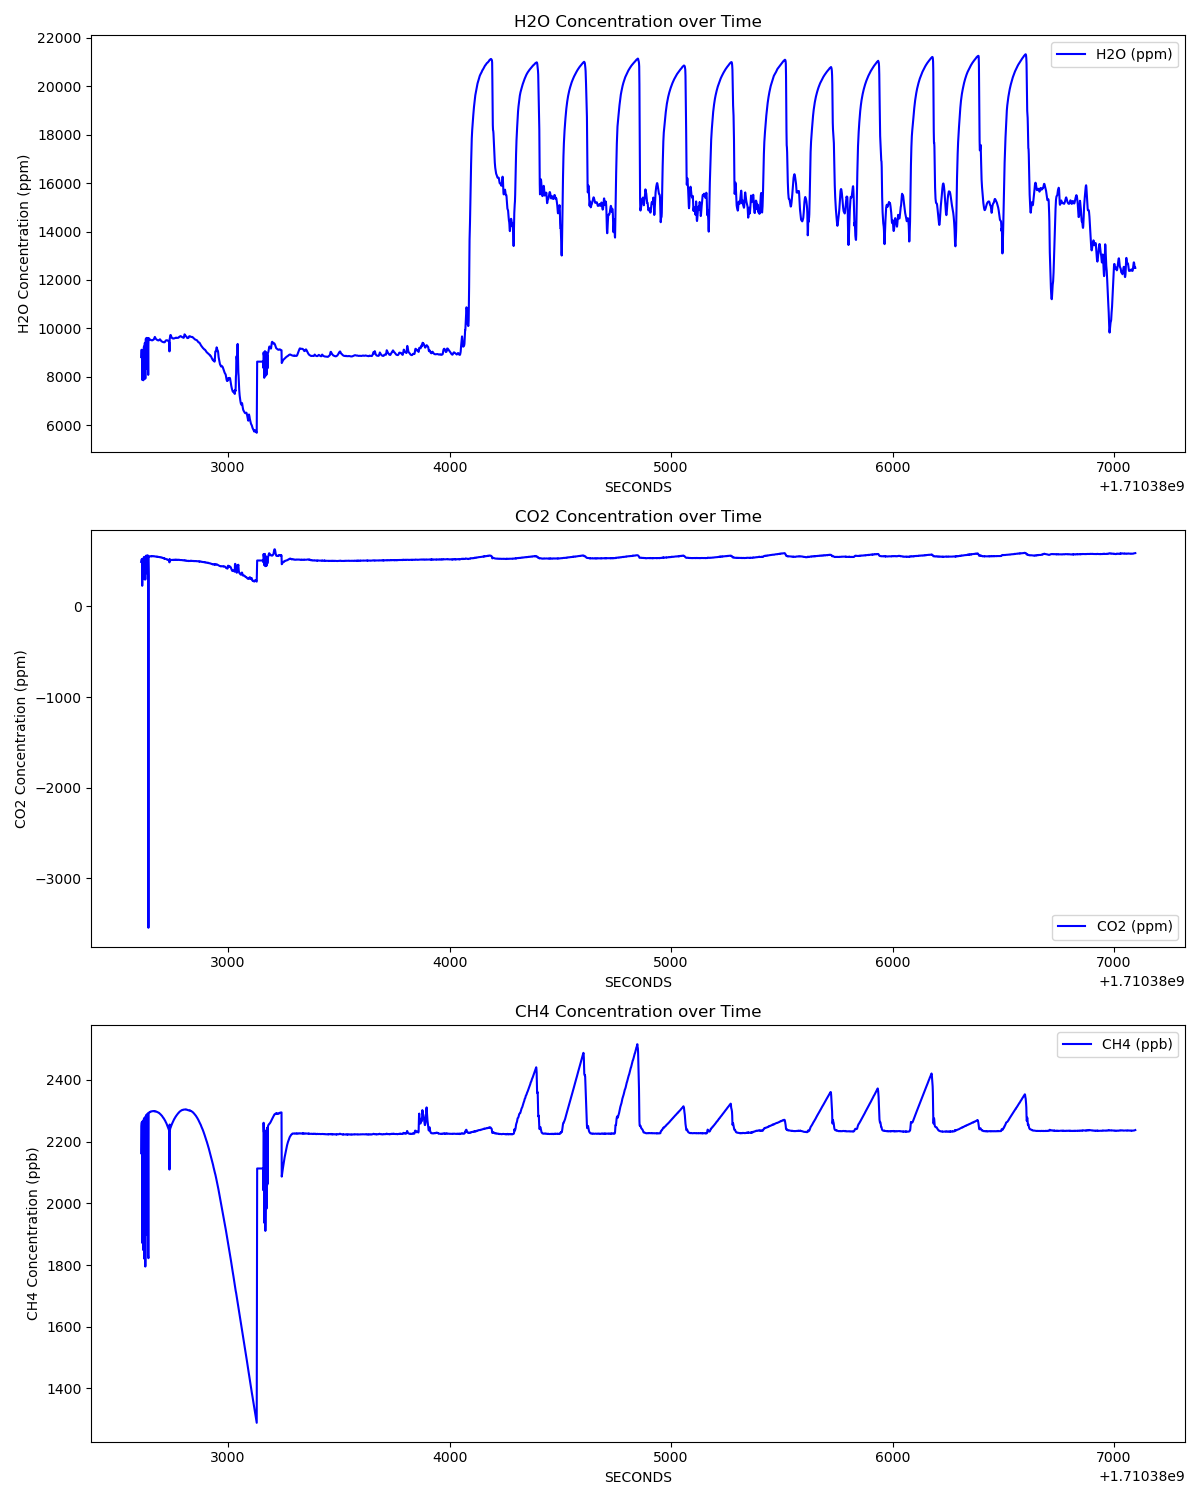 H2O Concentration over Time
H2O Concentration (ppm)
22000
20000
18000
16000
14000
12000
10000
8000
6000
H2O (ppm)
3000 4000 5000 6000 7000
SECONDS
+1.71038e9
CO2 Concentration over Time
CO2 Concentration (ppm)
0
−1000
−2000
−3000
CO2 (ppm)
3000 4000 5000 6000 7000
SECONDS
+1.71038e9
CH4 Concentration over Time
CH4 Concentration (ppb)
2400
2200
2000
1800
1600
1400
CH4 (ppb)
3000 4000 5000 6000 7000
SECONDS
+1.71038e9